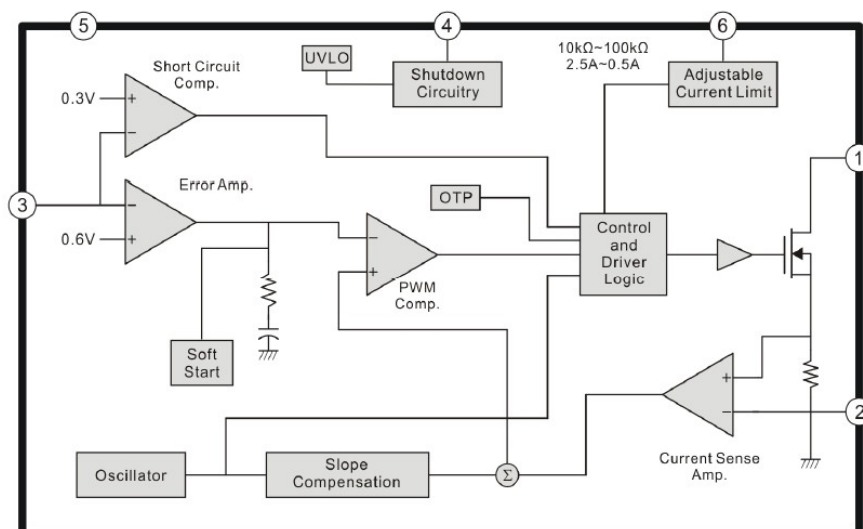 5
4
6
UVLO
Shutdown
Circuitry
10kΩ~100kΩ
2.5A~0.5A
Adjustable
Current Limit
Short Circuit
Comp.
0.3V
+
−
1
3
Error Amp.
−
0.6V
+
OTP
Control
and
Driver
Logic
−
+
PWM
Comp.
Soft
Start
+
−
2
Current Sense
Amp.
Oscillator
Slope
Compensation
Σ